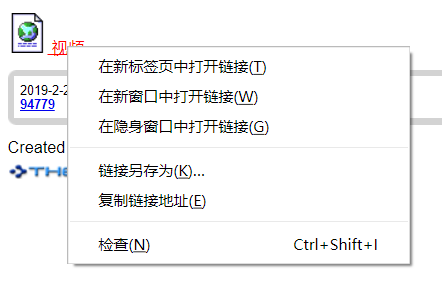 视频
在新标签页中打开链接(T)
2019-2-2
在新窗口中打开链接(W)
94779
在隐身窗口中打开链接(G)
Created
链接另存为(K)...
THE
复制链接地址(E)
检查(N) Ctrl+Shift+I